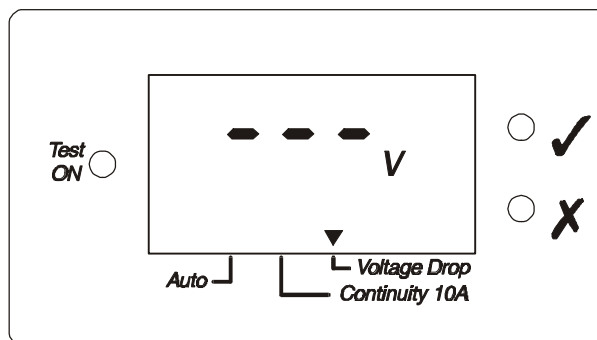 Test
ON
- - -
V
✓
✗
Auto
Voltage Drop
Continuity 10A